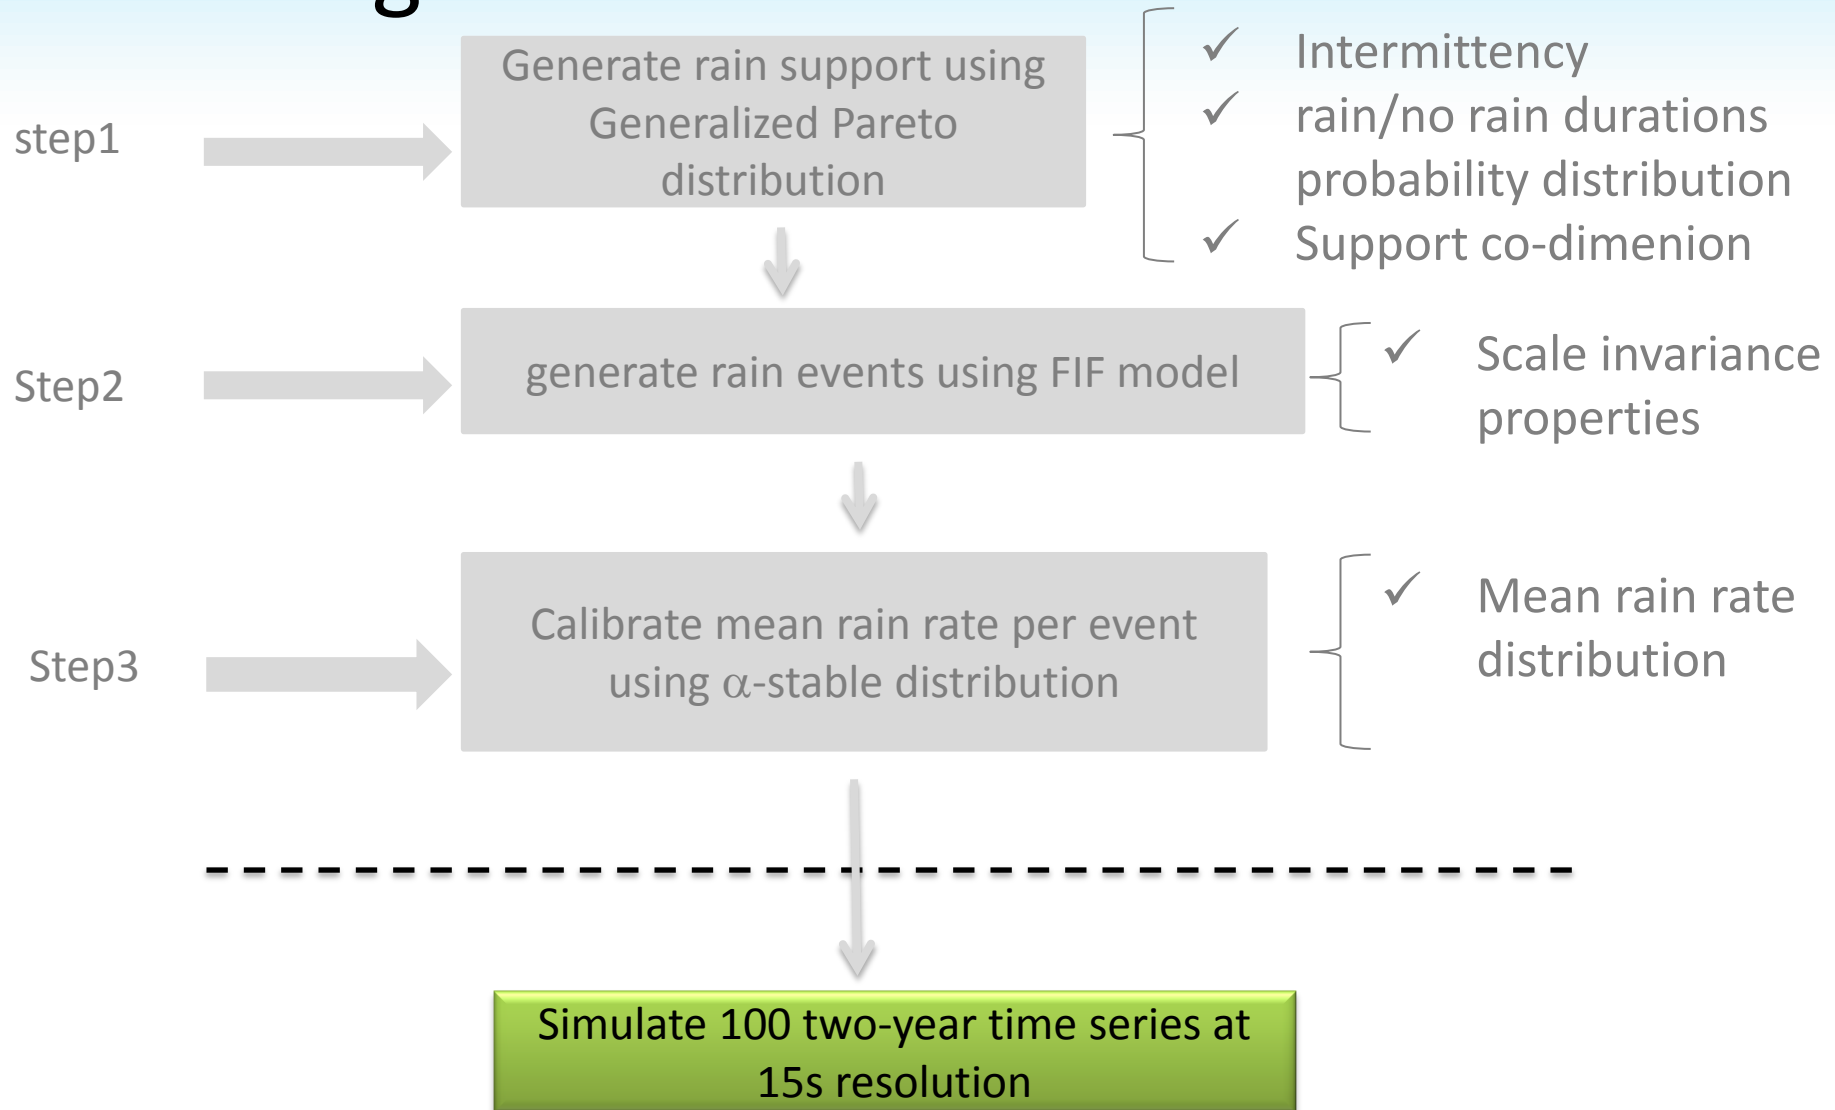 step1
Generate rain support using
Generalized Pareto
distribution
✓ Intermittency
✓ rain/no rain durations
probability distribution
✓ Support co-dimenion
Step2
generate rain events using FIF model
✓ Scale invariance
properties
Step3
Calibrate mean rain rate per event
using α-stable distribution
✓ Mean rain rate
distribution
Simulate 100 two-year time series at
15s resolution